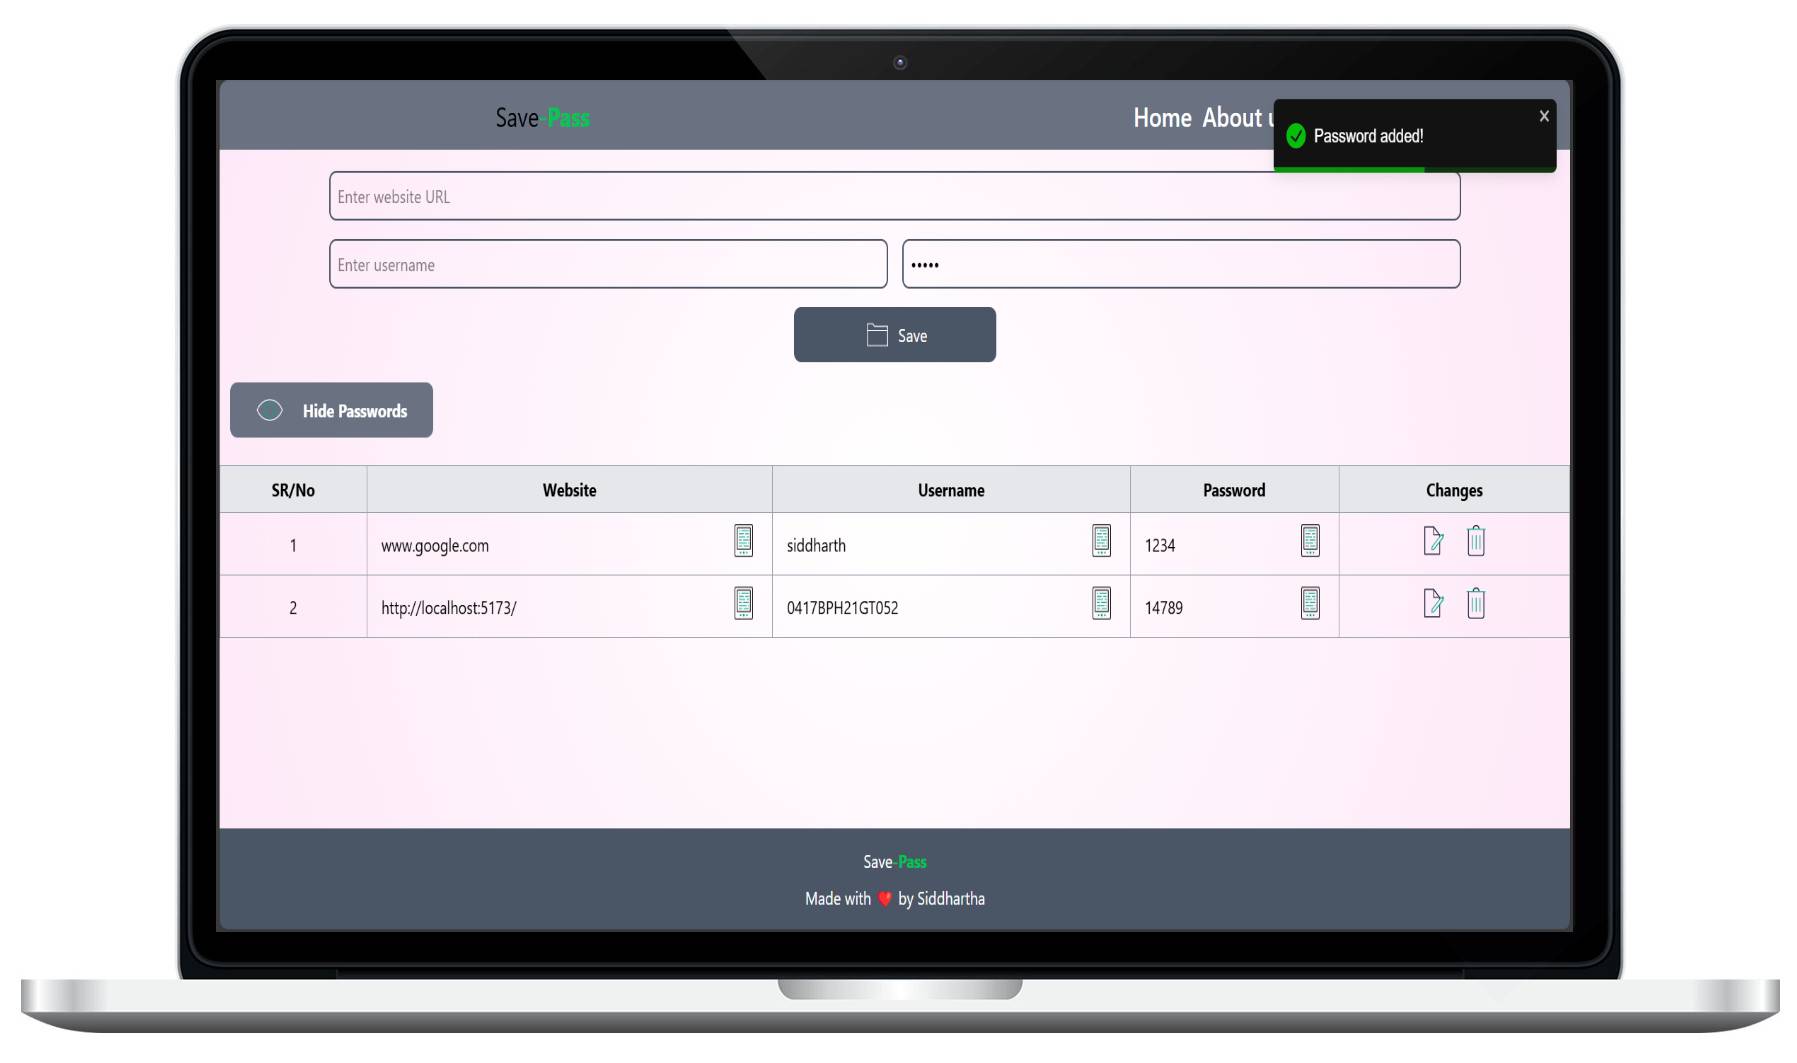 Save-Pass
Home About u
Password added!
Enter website URL
Enter username
•••••
Save
Hide Passwords
SR/No Website Username Password Changes
1 www.google.com siddharth 1234
2 http://localhost:5173/ 0417BPH21GT052 14789
Save-Pass
Made with ❤️ by Siddhartha